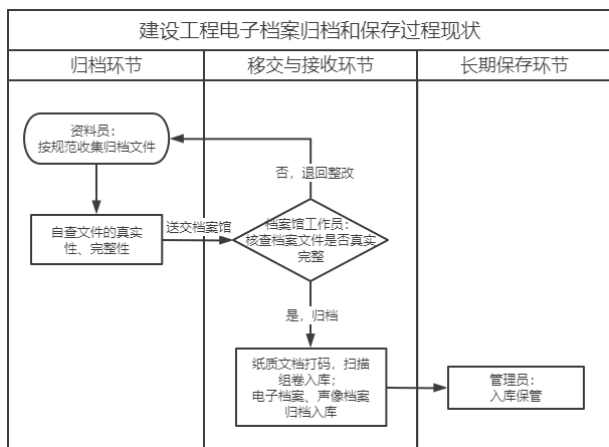 建设工程电子档案归档和保存过程现状
归档环节
移交与接收环节
长期保存环节
资料员：
按规范收集归档文件
否，退回整改
自查文件的真实
性、完整性
送交档案馆
档案馆工作员：
核查档案文件是否真实
完整
是，归档
纸质文档打码，扫描
组卷入库；
电子档案、声像档案
归档入库
管理员：
入库保管